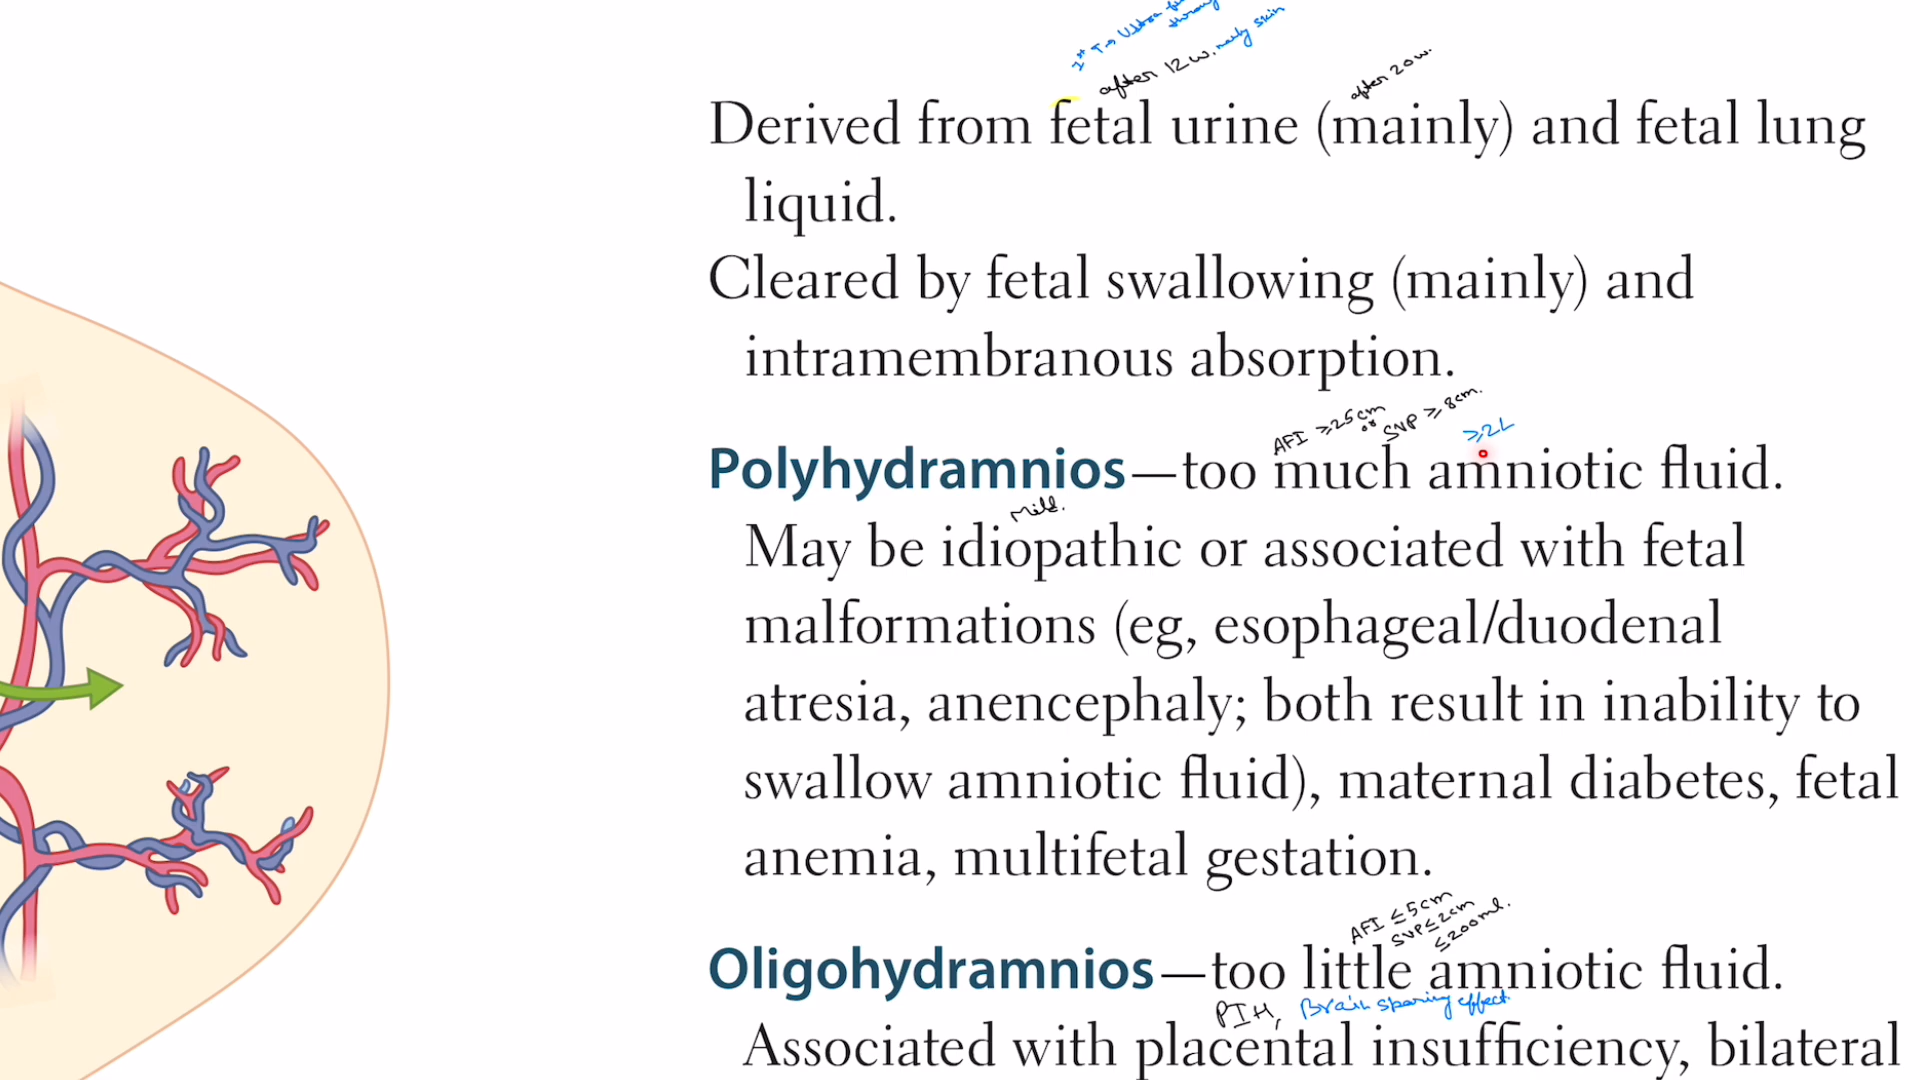 1st T → Ultra
through
mainly skin
after 12w.
after 20w.
Derived from fetal urine (mainly) and fetal lung
liquid.
Cleared by fetal swallowing (mainly) and
intramembranous absorption.
AFI ≥25cm or SVP ≥ 8cm.
≥2L
Polyhydramnios—too much amniotic fluid.
Mild.
May be idiopathic or associated with fetal
malformations (eg, esophageal/duodenal
atresia, anencephaly; both result in inability to
swallow amniotic fluid), maternal diabetes, fetal
anemia, multifetal gestation.
AFI ≤5cm
SVP≤2cm
≤200ml.
Oligohydramnios—too little amniotic fluid.
PIH, Brain sparing effect.
Associated with placental insufficiency, bilateral